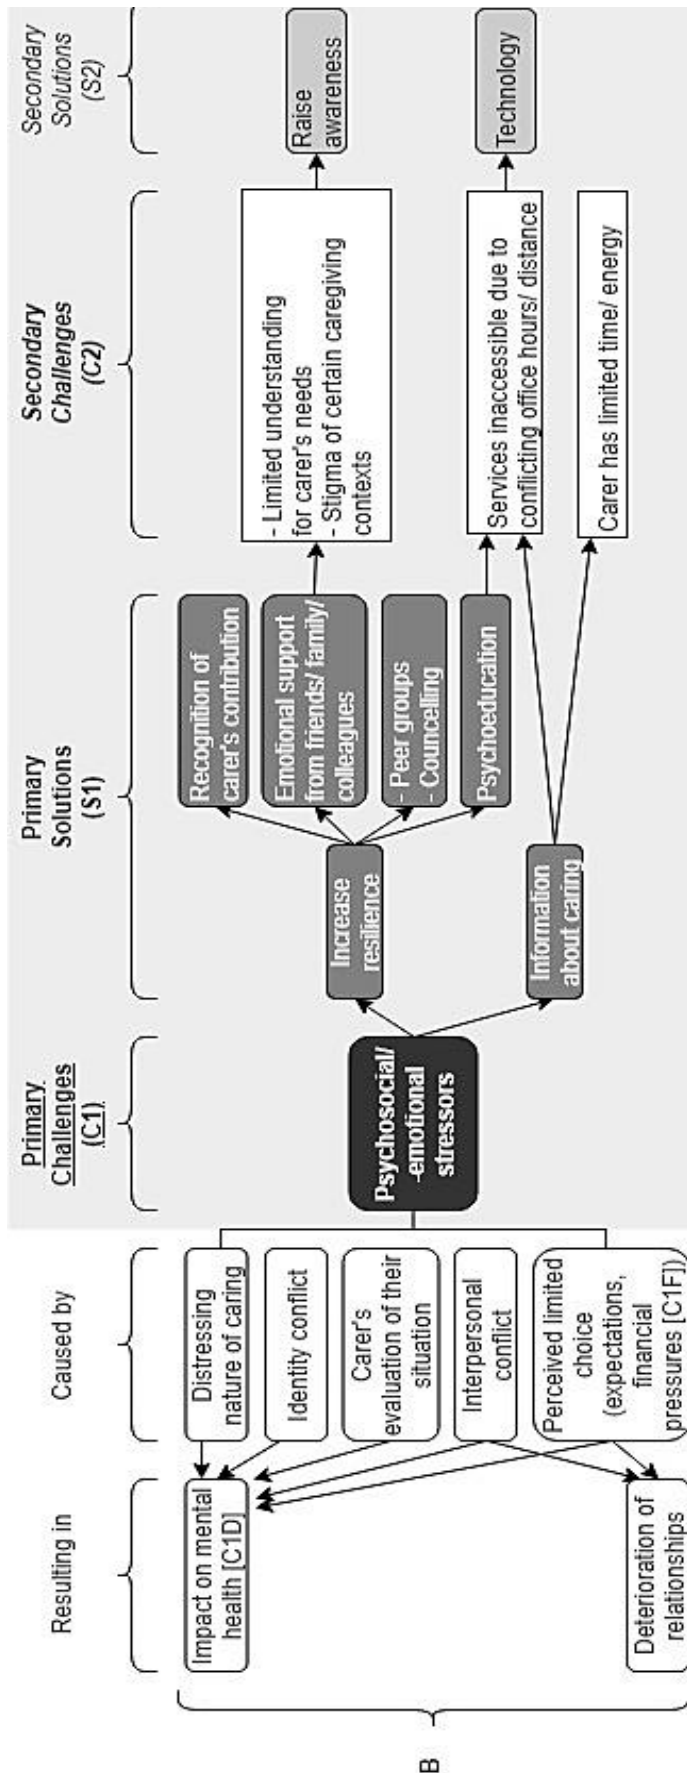 Resulting in
Caused by
Primary
Challenges
(C1)
Primary
Solutions
(S1)
Secondary
Challenges
(C2)
Secondary
Solutions
(S2)
B
Impact on mental
health [C1D]
Deterioration of
relationships
Distressing
nature of caring
Identity conflict
Carer's
evaluation of their
situation
Interpersonal
conflict
Perceived limited
choice
(expectations,
financial
pressures [C1F])
Psychosocial/
-emotional
stressors
Increase
resilience
Information
about caring
Recognition of
carer's contribution
Emotional support
from friends/ family/
colleagues
- Peer groups
- Councelling
Psychoeducation
- Limited understanding
for carer's needs
- Stigma of certain caregiving
contexts
Services inaccessible due to
conflicting office hours/ distance
Carer has limited time/ energy
Raise
awareness
Technology